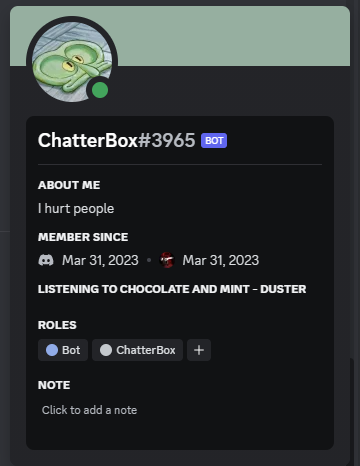 ChatterBox#3965 BOT
ABOUT ME
I hurt people
MEMBER SINCE
Mar 31, 2023 • Mar 31, 2023
LISTENING TO CHOCOLATE AND MINT - DUSTER
ROLES
Bot ChatterBox +
NOTE
Click to add a note